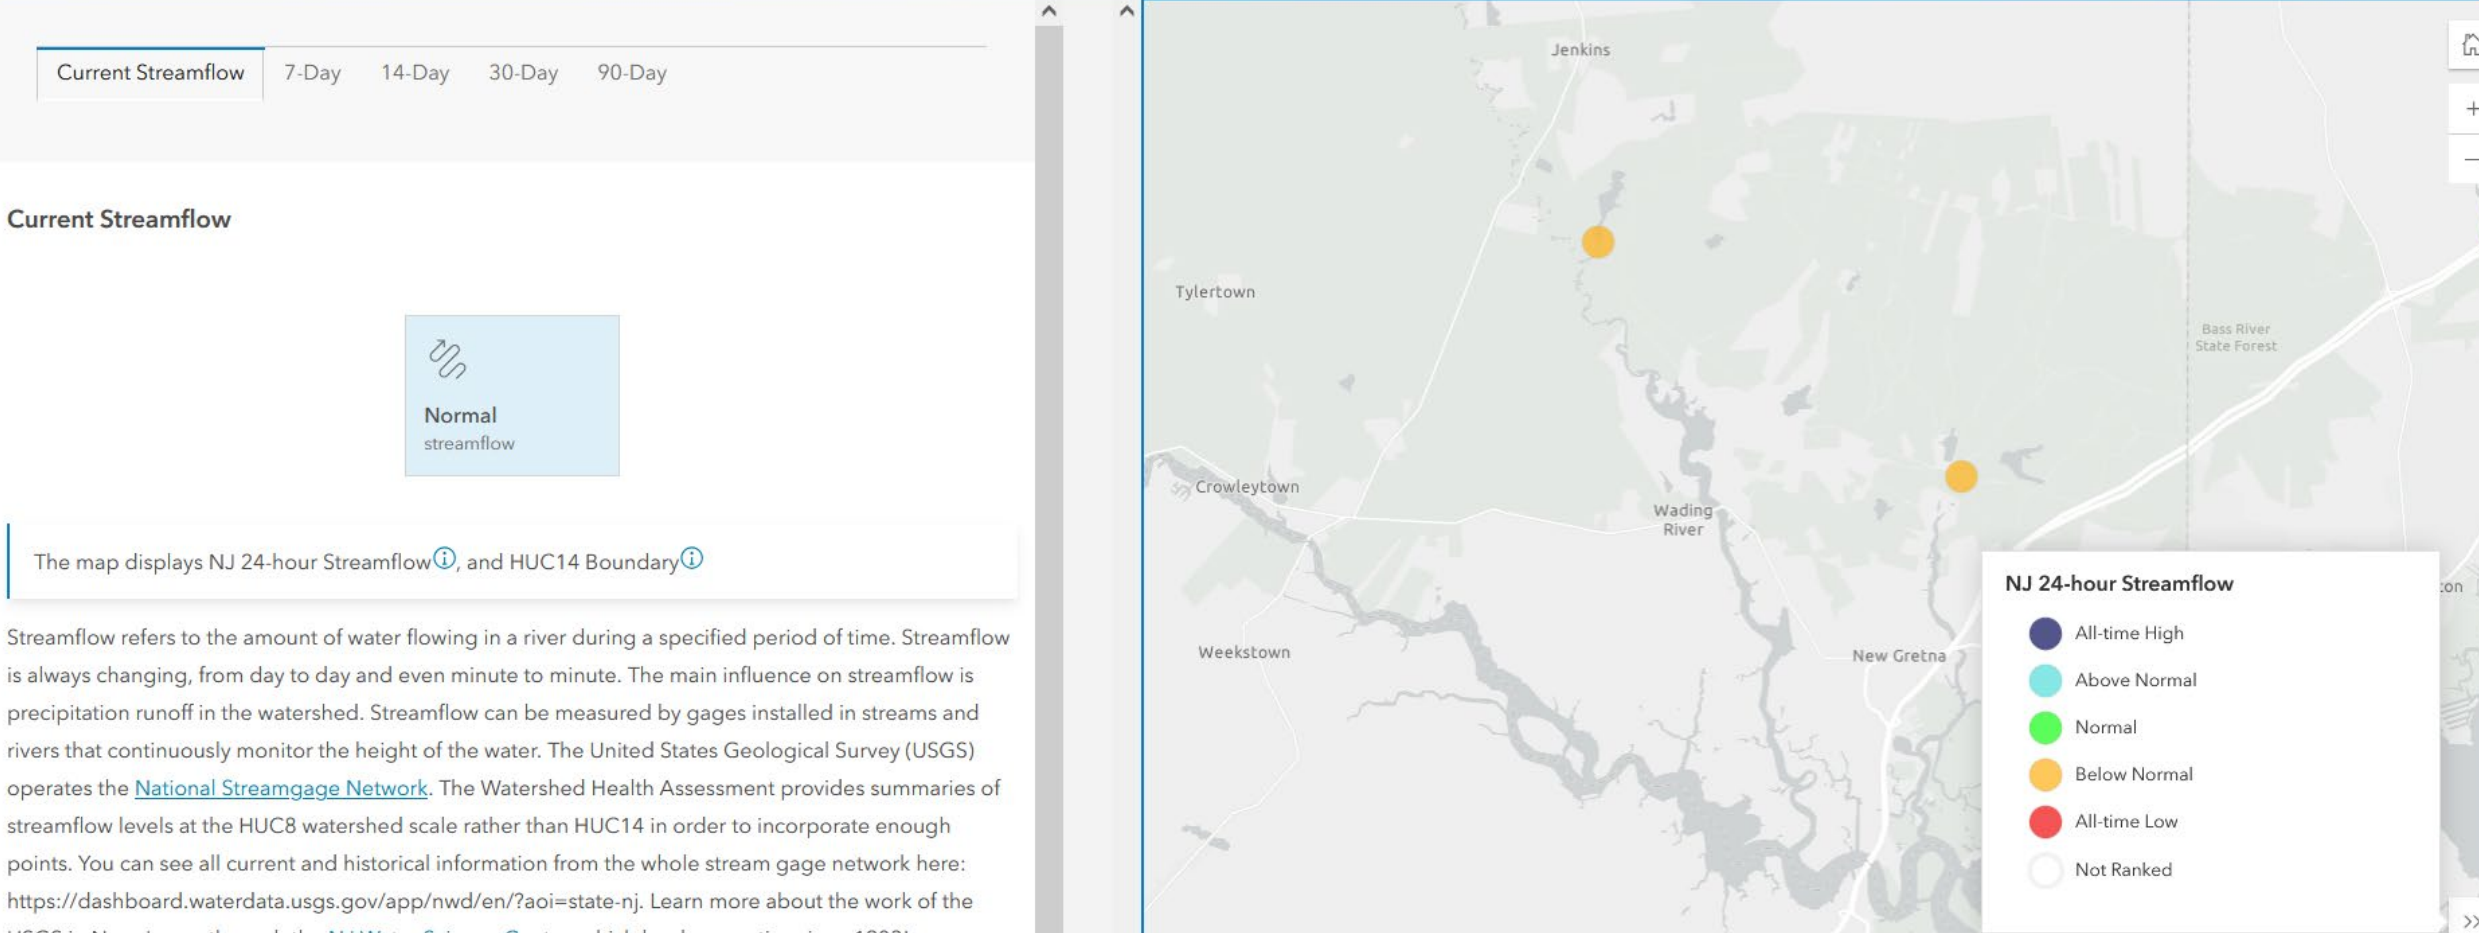 Current Streamflow
7-Day
14-Day
30-Day
90-Day
Current Streamflow
Normal
streamflow
The map displays NJ 24-hour Streamflow, and HUC14 Boundary
Streamflow refers to the amount of water flowing in a river during a specified period of time. Streamflow
is always changing, from day to day and even minute to minute. The main influence on streamflow is
precipitation runoff in the watershed. Streamflow can be measured by gages installed in streams and
rivers that continuously monitor the height of the water. The United States Geological Survey (USGS)
operates the National Streamgage Network. The Watershed Health Assessment provides summaries of
streamflow levels at the HUC8 watershed scale rather than HUC14 in order to incorporate enough
points. You can see all current and historical information from the whole stream gage network here:
https://dashboard.waterdata.usgs.gov/app/nwd/en/?aoi=state-nj. Learn more about the work of the
Jenkins
Tylertown
Bass River
State Forest
Crowleytown
Wading
River
Weekstown
New Gretna
NJ 24-hour Streamflow
All-time High
Above Normal
Normal
Below Normal
All-time Low
Not Ranked